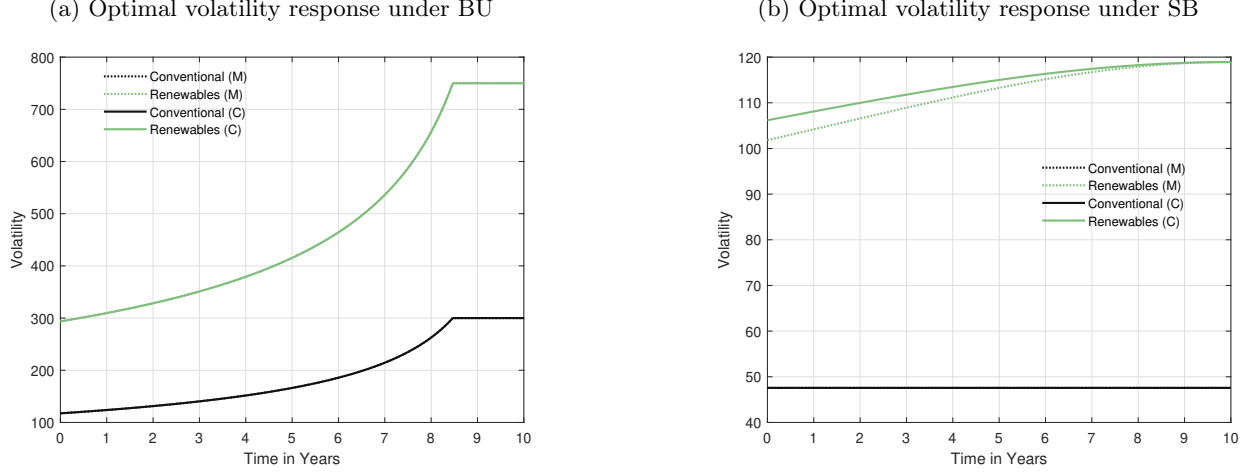 (a) Optimal volatility response under BU
800
700
600
500
400
300
200
100
Volatility
Conventional (M)
Renewables (M)
Conventional (C)
Renewables (C)
0 1 2 3 4 5 6 7 8 9 10
Time in Years
(b) Optimal volatility response under SB
120
110
100
90
80
70
60
50
40
Volatility
Conventional (M)
Renewables (M)
Conventional (C)
Renewables (C)
0 1 2 3 4 5 6 7 8 9 10
Time in Years